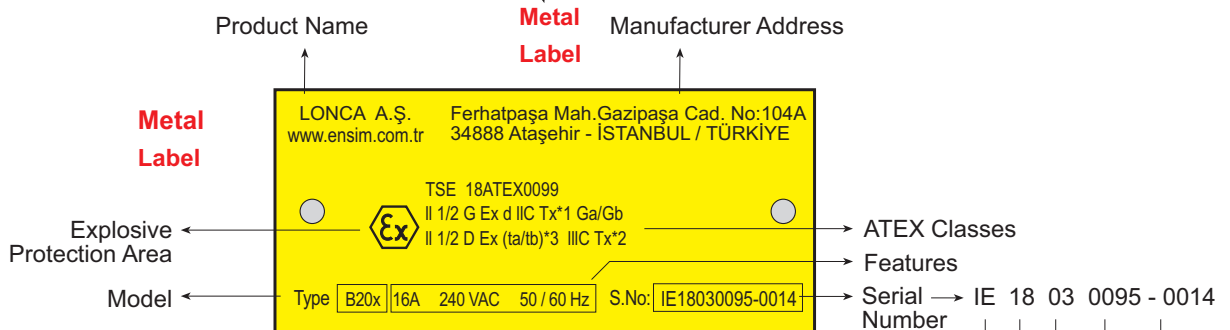 Product Name
Metal
Label
Manufacturer Address
Metal
Label
LONCA A.Ş.
www.ensim.com.tr
Ferhatpaşa Mah.Gazipaşa Cad. No:104A
34888 Ataşehir - İSTANBUL / TÜRKİYE
TSE 18ATEX0099
II 1/2 G Ex d IIC Tx*1 Ga/Gb
II 1/2 D Ex (ta/tb)*3 IIIC Tx*2
Ex
Explosive
Protection Area
ATEX Classes
Features
Model
Type B20x 16A 240 VAC 50 / 60 Hz S.No: IE18030095-0014
Serial
Number
IE 18 03 0095 - 0014